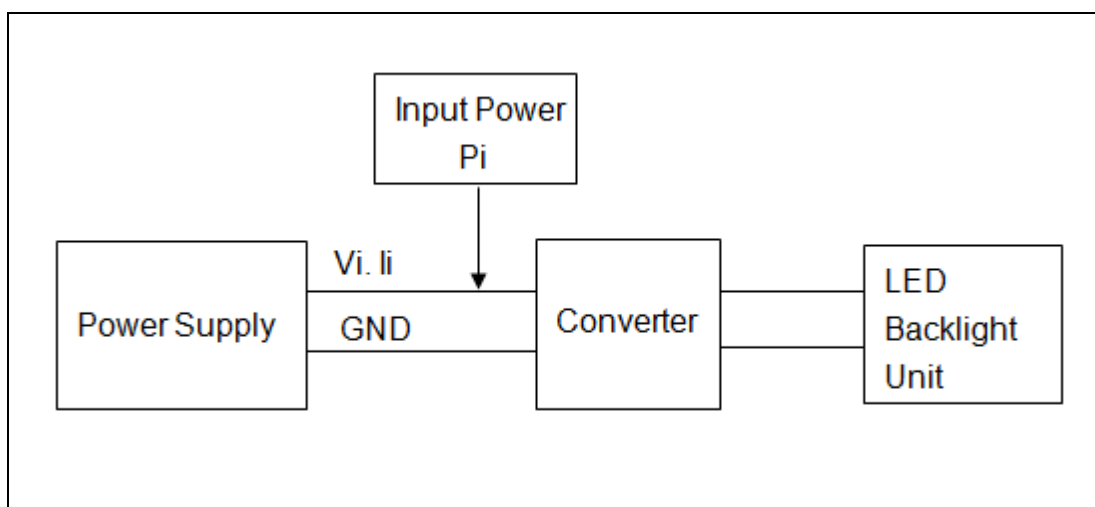 Input Power
Pi
Vi. Ii
Power Supply
GND
Converter
LED
Backlight
Unit